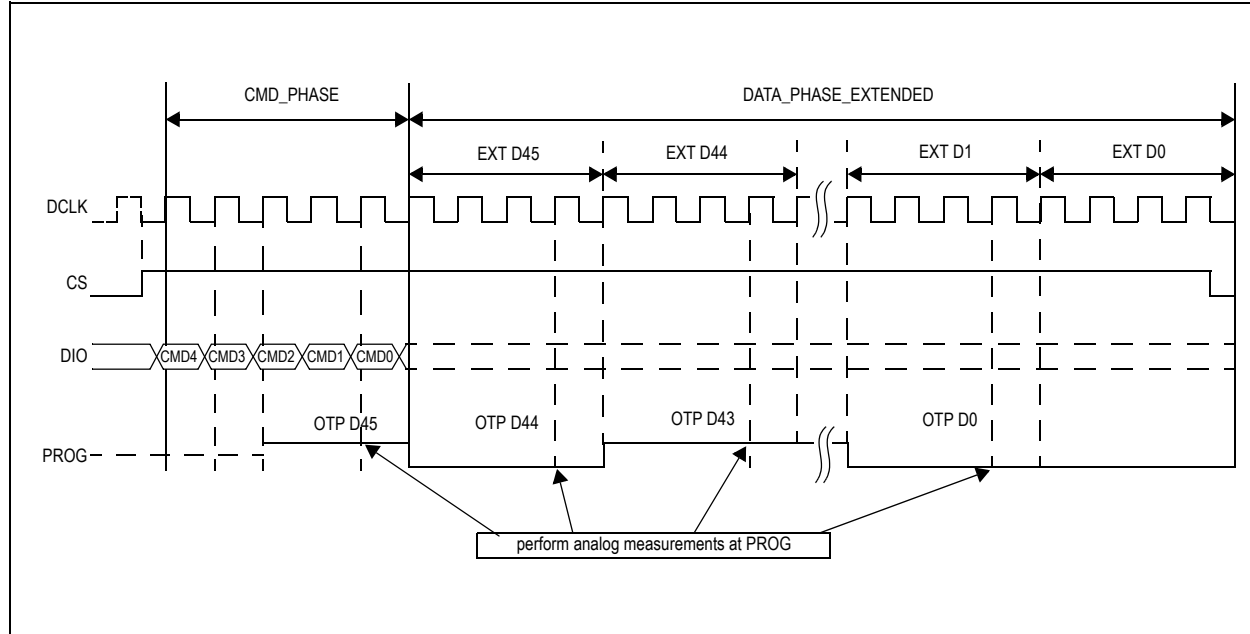 CMD_PHASE DATA_PHASE_EXTENDED
EXT D45 EXT D44 EXT D1 EXT D0
DCLK
CS
DIO CMD4 CMD3 CMD2 CMD1 CMD0
OTP D45 OTP D44 OTP D43 OTP D0
PROG
perform analog measurements at PROG